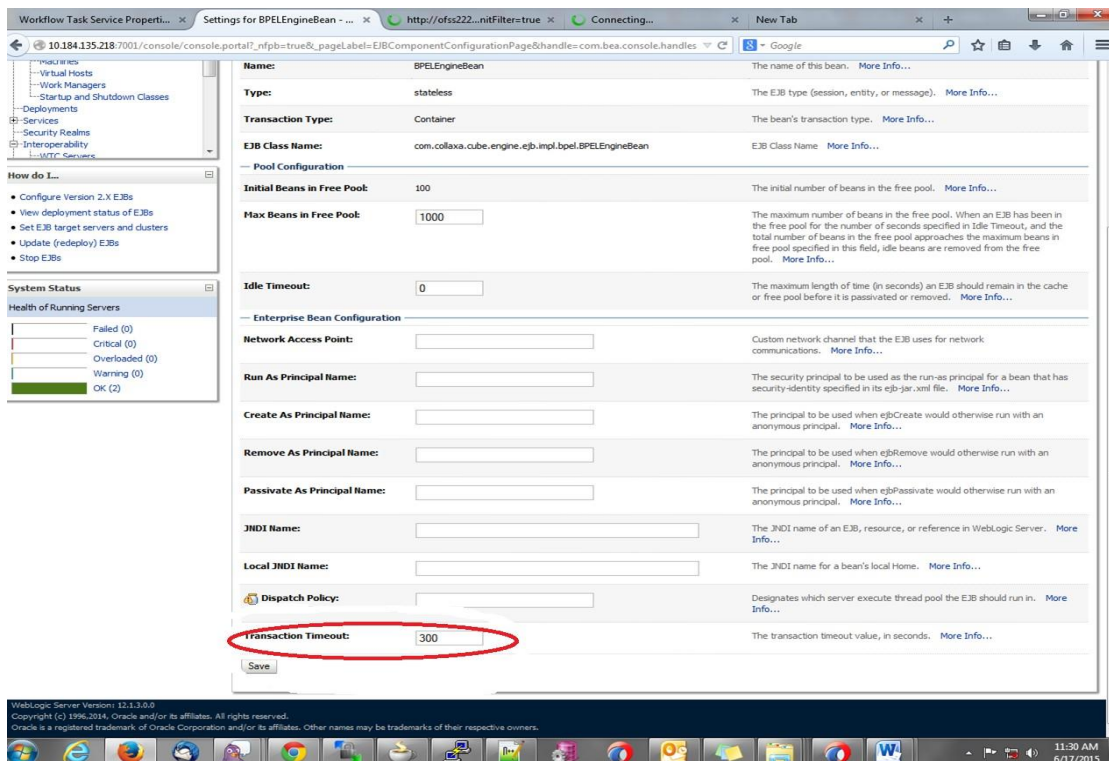 Workflow Task Service Properti... ×
Settings for BPELEngineBean - ... ×
http://ofss222...nitFilter=true ×
Connecting... ×
New Tab ×
10.184.135.218:7001/console/console.portal?_nfpb=true&_pageLabel=EJBComponentConfigurationPage&handle=com.bea.console.handles
Google
Machines
Virtual Hosts
Work Managers
Startup and Shutdown Classes
Deployments
Services
Security Realms
Interoperability
WTC Servers
How do I...
Configure Version 2.X EJBs
View deployment status of EJBs
Set EJB target servers and clusters
Update (redeploy) EJBs
Stop EJBs
System Status
Health of Running Servers
Failed (0)
Critical (0)
Overloaded (0)
Warning (0)
OK (2)
Name: BPELEngineBean The name of this bean. More Info...
Type: stateless The EJB type (session, entity, or message). More Info...
Transaction Type: Container The bean's transaction type. More Info...
EJB Class Name: com.collaxa.cube.engine.ejb.impl.bpel.BPELEngineBean EJB Class Name More Info...
Pool Configuration
Initial Beans in Free Pool: 100 The initial number of beans in the free pool. More Info...
Max Beans in Free Pool: 1000 The maximum number of beans in the free pool. When an EJB has been in
the free pool for the number of seconds specified in Idle Timeout, and the
total number of beans in the free pool approaches the maximum beans in
free pool specified in this field, idle beans are removed from the free
pool. More Info...
Idle Timeout: 0 The maximum length of time (in seconds) an EJB should remain in the cache
or free pool before it is passivated or removed. More Info...
Enterprise Bean Configuration
Network Access Point: Custom network channel that the EJB uses for network
communications. More Info...
Run As Principal Name: The security principal to be used as the run-as principal for a bean that has
security-identity specified in its ejb-jar.xml file. More Info...
Create As Principal Name: The principal to be used when ejbCreate would otherwise run with an
anonymous principal. More Info...
Remove As Principal Name: The principal to be used when ejbRemove would otherwise run with an
anonymous principal. More Info...
Passivate As Principal Name: The principal to be used when ejbPassivate would otherwise run with an
anonymous principal. More Info...
JNDI Name: The JNDI name of an EJB, resource, or reference in WebLogic Server. More
Info...
Local JNDI Name: The JNDI name for a bean's local Home. More Info...
Dispatch Policy: Designates which server execute thread pool the EJB should run in. More
Info...
Transaction Timeout: 300 The transaction timeout value, in seconds. More Info...
Save
WebLogic Server Version: 12.1.3.0.0
Copyright (c) 1996,2014, Oracle and/or its affiliates. All rights reserved.
Oracle is a registered trademark of Oracle Corporation and/or its affiliates. Other names may be trademarks of their respective owners.
11:30 AM
6/17/2015